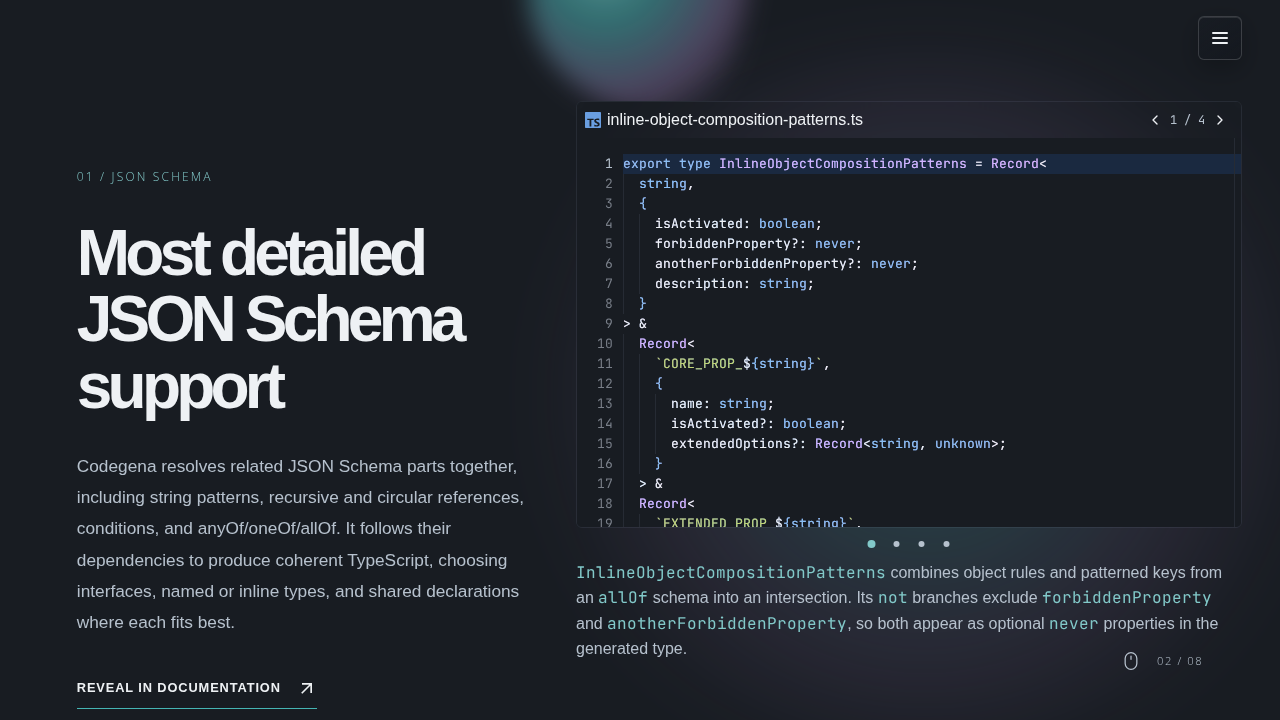 01 / JSON SCHEMA
Most detailed
JSON Schema
support
Codegena resolves related JSON Schema parts together,
including string patterns, recursive and circular references,
conditions, and anyOf/oneOf/allOf. It follows their
dependencies to produce coherent TypeScript, choosing
interfaces, named or inline types, and shared declarations
where each fits best.
REVEAL IN DOCUMENTATION
TS inline-object-composition-patterns.ts
1 / 4
1 export type InlineObjectCompositionPatterns = Record<
2 string,
3 {
4 isActivated: boolean;
5 forbiddenProperty?: never;
6 anotherForbiddenProperty?: never;
7 description: string;
8 }
9 > &
10 Record<
11 `CORE_PROP_${string}`,
12 {
13 name: string;
14 isActivated?: boolean;
15 extendedOptions?: Record<string, unknown>;
16 }
17 > &
18 Record<
19 `EXTENDED_PROP_${string}`,
InlineObjectCompositionPatterns combines object rules and patterned keys from
an allOf schema into an intersection. Its not branches exclude forbiddenProperty
and anotherForbiddenProperty, so both appear as optional never properties in the
generated type.
02 / 08